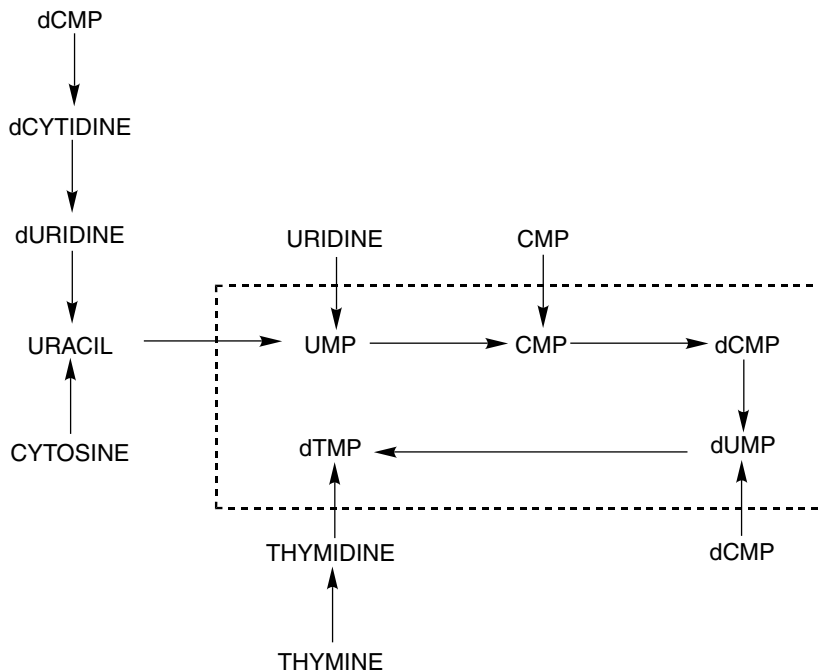 dCMP
dCYTIDINE
dURIDINE
URIDINE CMP
URACIL UMP CMP dCMP
CYTOSINE dTMP dUMP
THYMIDINE dCMP
THYMINE